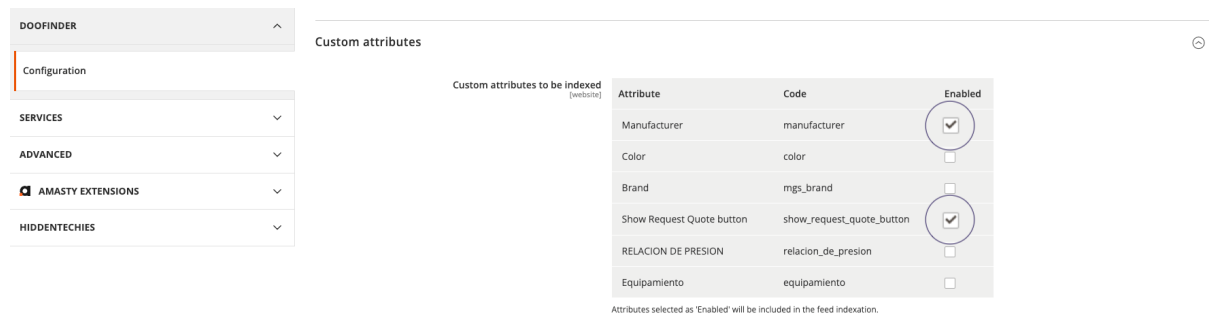 DOOFINDER
Configuration
SERVICES
ADVANCED
AMASTY EXTENSIONS
HIDDENTECHIES
Custom attributes
Custom attributes to be indexed
[website]
Attribute Code Enabled
Manufacturer manufacturer
Color color
Brand mgs_brand
Show Request Quote button show_request_quote_button
RELACION DE PRESION relacion_de_presion
Equipamiento equipamiento
Attributes selected as 'Enabled' will be included in the feed indexation.